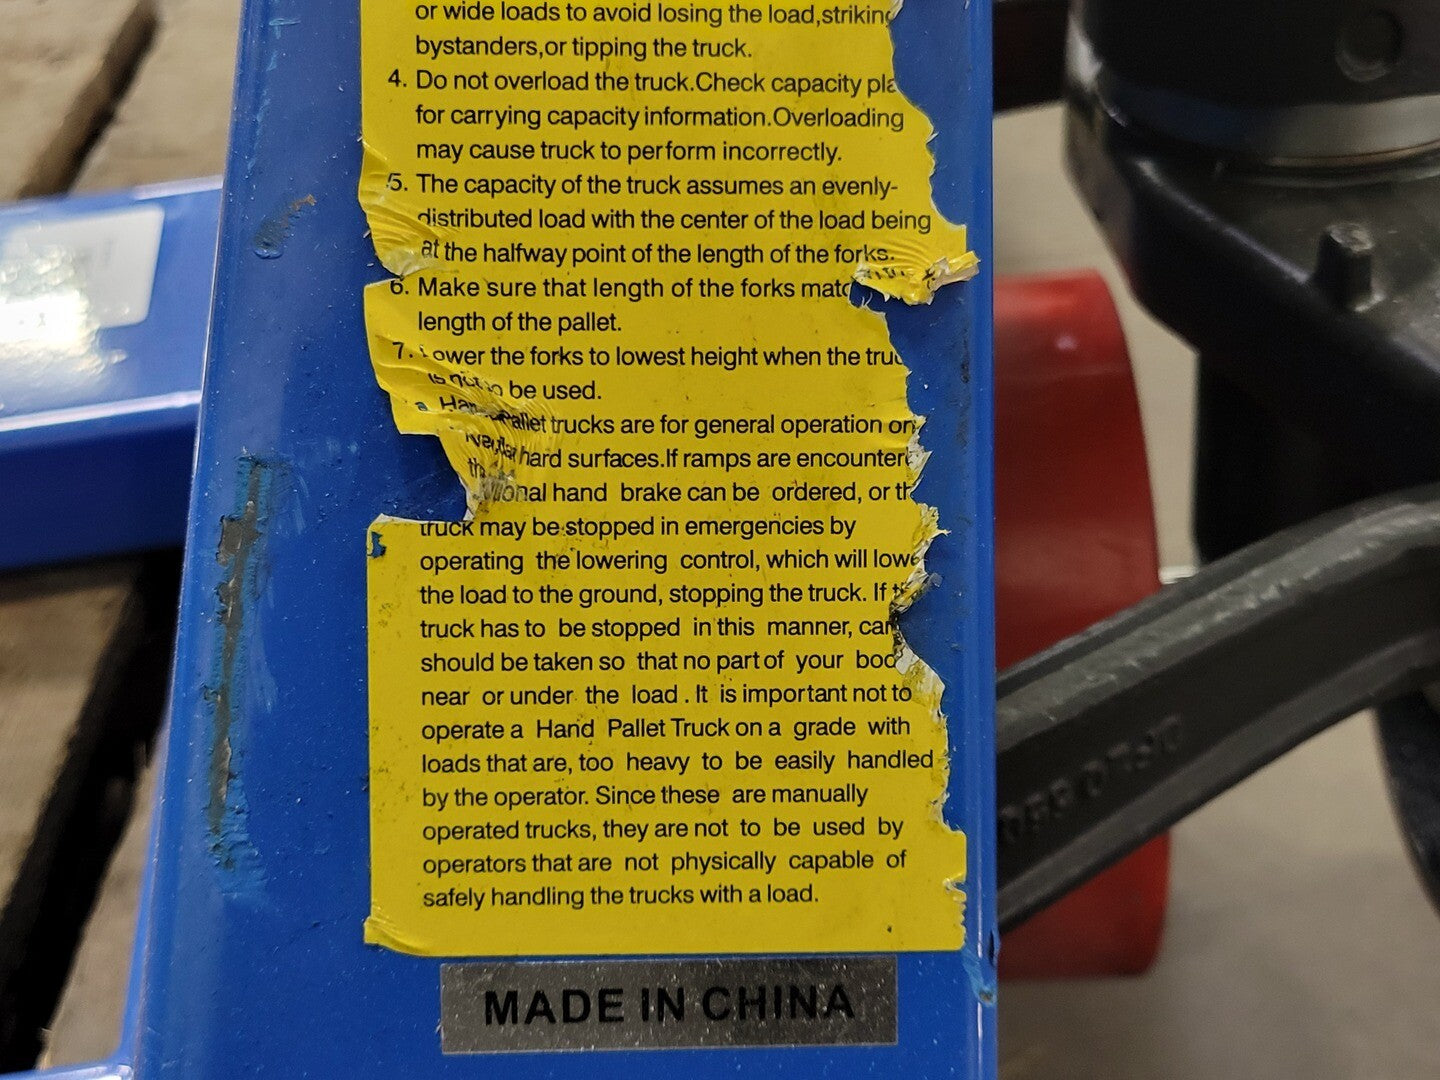 or wide loads to avoid losing the load,striking
bystanders,or tipping the truck.
4. Do not overload the truck.Check capacity pla
for carrying capacity information.Overloading
may cause truck to perform incorrectly.
5. The capacity of the truck assumes an evenly-
distributed load with the center of the load being
at the halfway point of the length of the forks.
6. Make sure that length of the forks matc
length of the pallet.
7. Lower the forks to lowest height when the truc
is not to be used.
Hand Pallet trucks are for general operation on
hard surfaces.If ramps are encounter
hand brake can be ordered, or th
truck may be stopped in emergencies by
operating the lowering control, which will lowe
the load to the ground, stopping the truck. If
truck has to be stopped in this manner, car
should be taken so that no part of your bod
near or under the load . It is important not to
operate a Hand Pallet Truck on a grade with
loads that are, too heavy to be easily handled
by the operator. Since these are manually
operated trucks, they are not to be used by
operators that are not physically capable of
safely handling the trucks with a load.
MADE IN CHINA